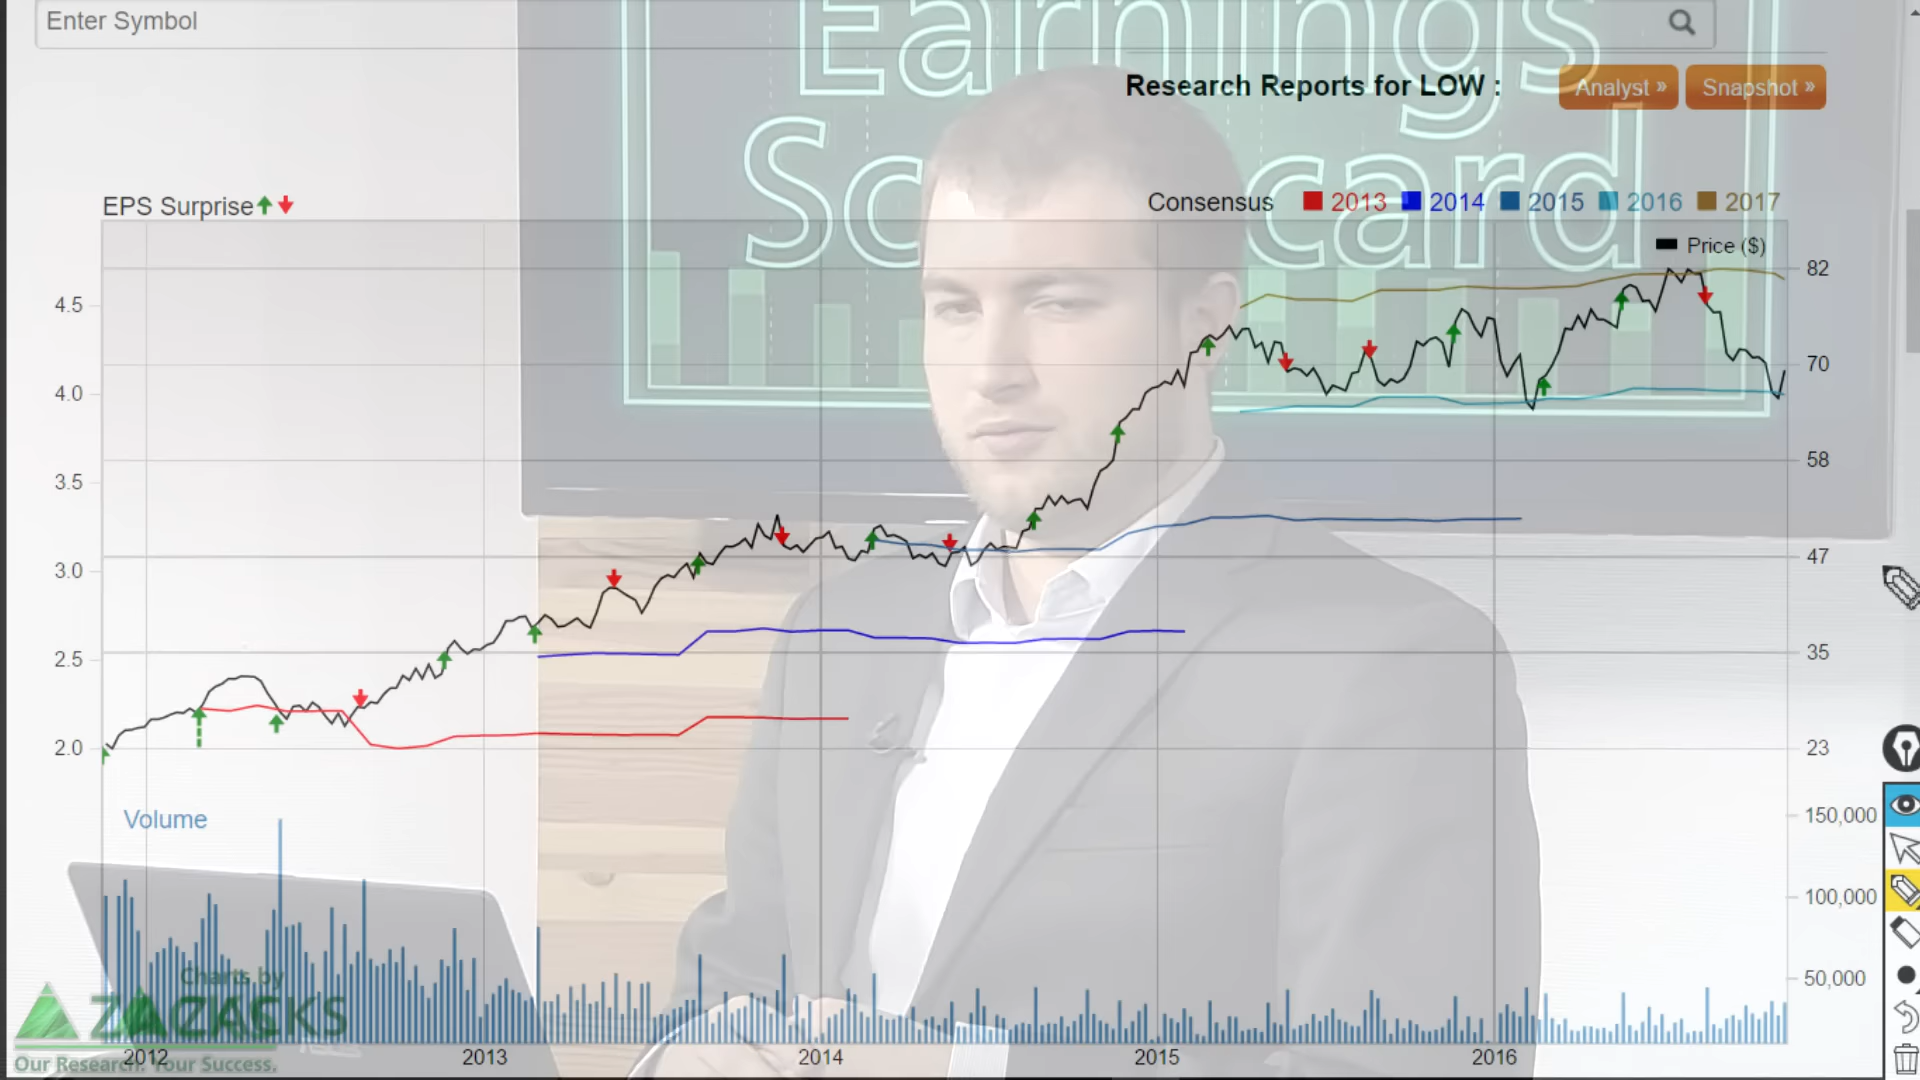 Enter Symbol
Earnings
Scorecard
Research Reports for LOW :
Analyst »
Snapshot »
EPS Surprise
Consensus
2013
2014
2015
2016
2017
Price ($)
4.5
4.0
3.5
3.0
2.5
2.0
82
70
58
47
35
23
Volume
150,000
100,000
50,000
Charts by
ZACKS
Our Research. Your Success.
2012
2013
2014
2015
2016